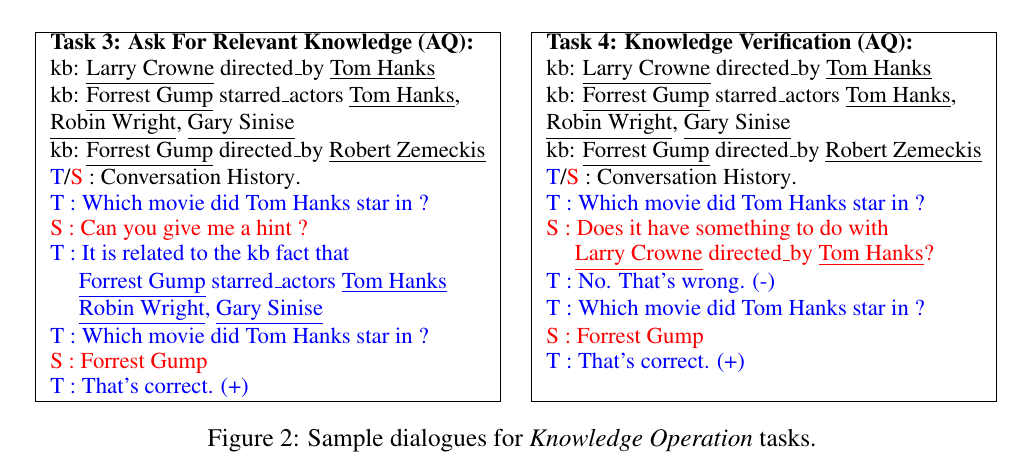 Task 3: Ask For Relevant Knowledge (AQ):
kb: Larry Crowne directed_by Tom Hanks
kb: Forrest Gump starred_actors Tom Hanks,
Robin Wright, Gary Sinise
kb: Forrest Gump directed_by Robert Zemeckis
T/S : Conversation History.
T : Which movie did Tom Hanks star in ?
S : Can you give me a hint ?
T : It is related to the kb fact that
Forrest Gump starred_actors Tom Hanks
Robin Wright, Gary Sinise
T : Which movie did Tom Hanks star in ?
S : Forrest Gump
T : That's correct. (+)
Task 4: Knowledge Verification (AQ):
kb: Larry Crowne directed_by Tom Hanks
kb: Forrest Gump starred_actors Tom Hanks,
Robin Wright, Gary Sinise
kb: Forrest Gump directed_by Robert Zemeckis
T/S : Conversation History.
T : Which movie did Tom Hanks star in ?
S : Does it have something to do with
Larry Crowne directed_by Tom Hanks?
T : No. That's wrong. (-)
T : Which movie did Tom Hanks star in ?
S : Forrest Gump
T : That's correct. (+)
Figure 2: Sample dialogues for Knowledge Operation tasks.